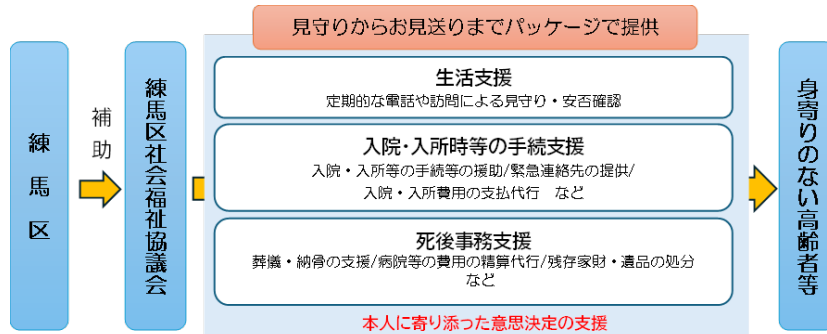 見守りからお見送りまでパッケージで提供
練馬区
補助
練馬区社会福祉協議会
生活支援
定期的な電話や訪問による見守り・安否確認
入院・入所時等の手続支援
入院・入所等の手続等の援助/緊急連絡先の提供/
入院・入所費用の支払代行　など
死後事務支援
葬儀・納骨の支援/病院等の費用の精算代行/残存家財・遺品の処分
など
本人に寄り添った意思決定の支援
身寄りのない高齢者等